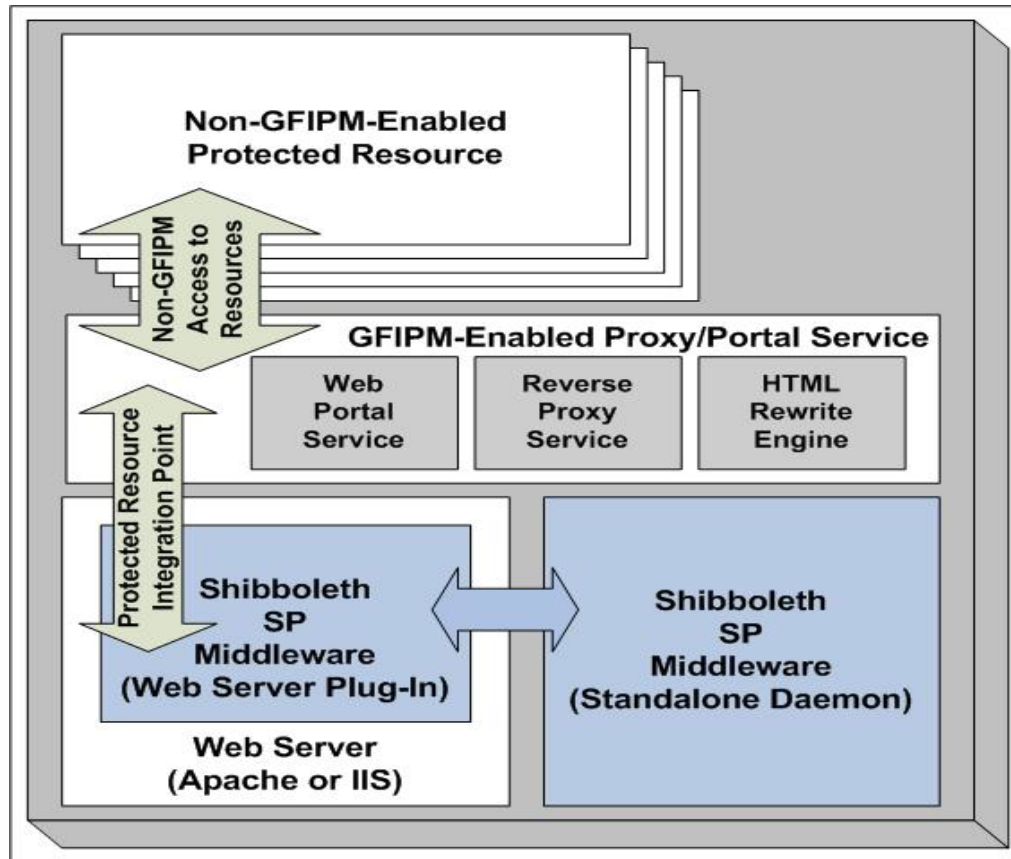 Non-GFIPM-Enabled
Protected Resource
Non-GFIPM
Access to
Resources
GFIPM-Enabled Proxy/Portal Service
Web
Portal
Service
Reverse
Proxy
Service
HTML
Rewrite
Engine
Protected Resource
Integration Point
Shibboleth
SP
Middleware
(Web Server Plug-In)
Web Server
(Apache or IIS)
Shibboleth
SP
Middleware
(Standalone Daemon)